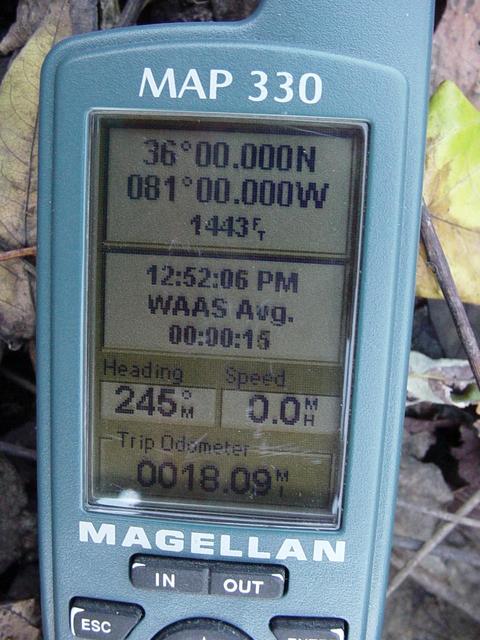 MAP 330
36°00.000N
081°00.000W
1443FT
12:52:06 PM
WAAS Avg.
00:00:15
Heading Speed
245°M 0.0MH
Trip Odometer
0018.09MI
MAGELLAN
IN OUT
ESC